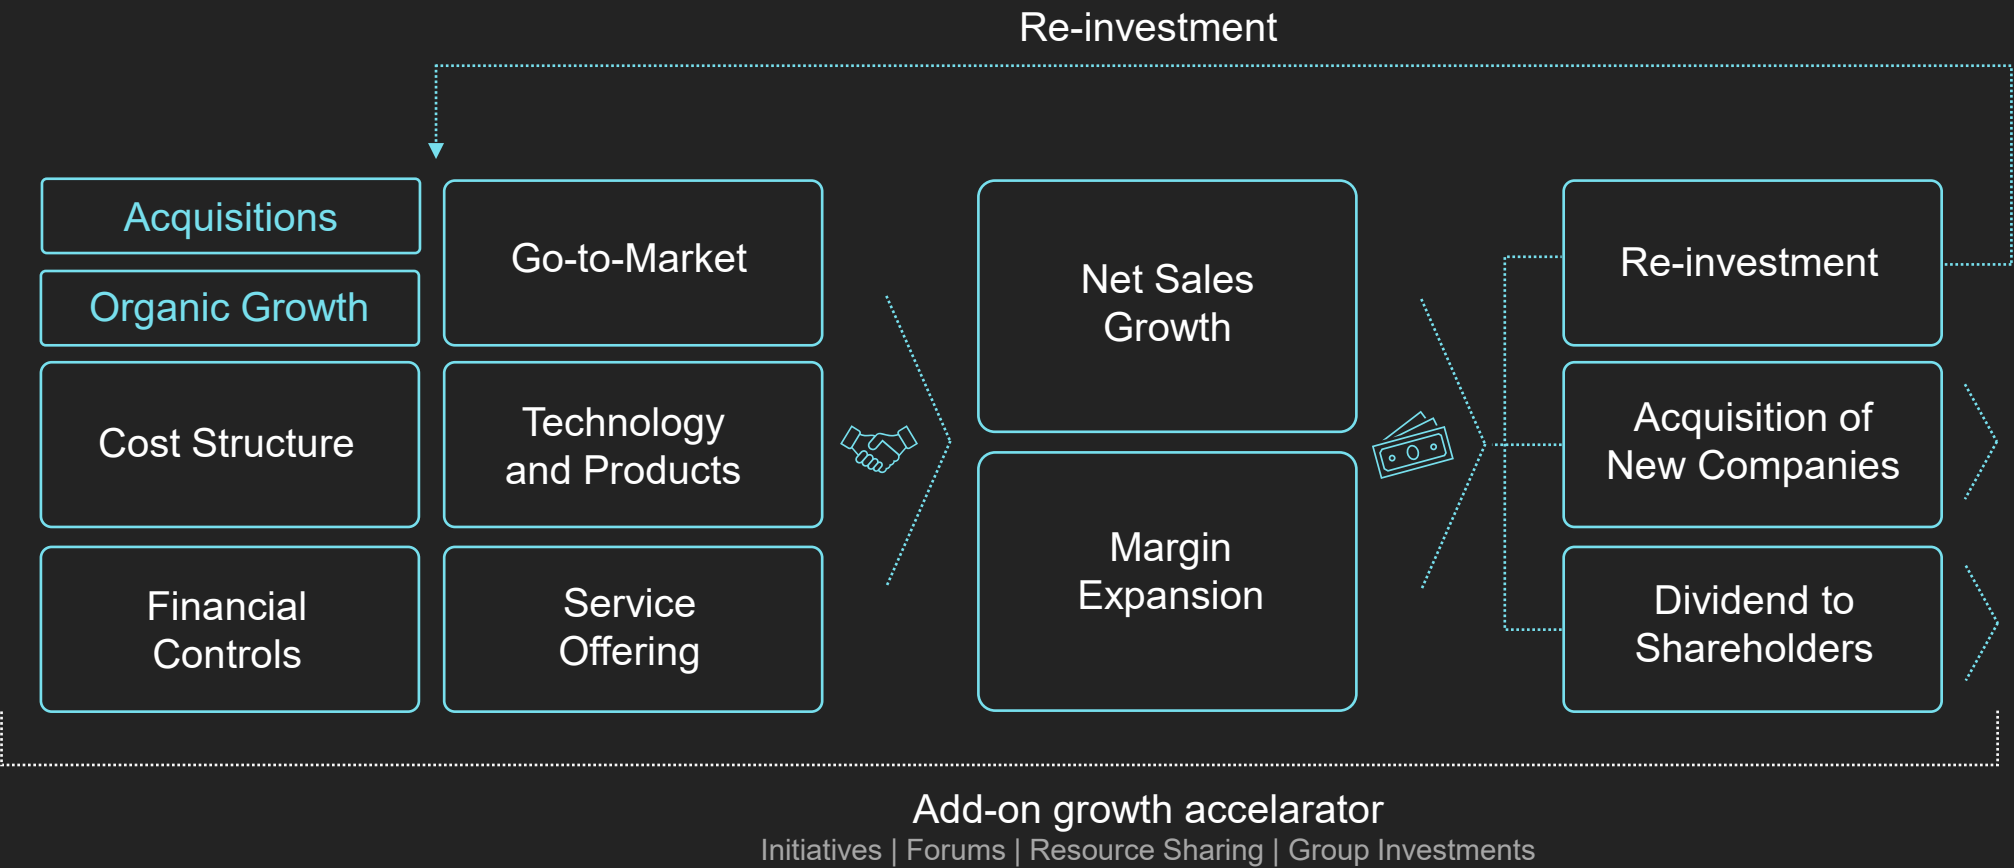 Re-investment
Acquisitions
Organic Growth
Go-to-Market
Cost Structure
Technology
and Products
Financial
Controls
Service
Offering
Net Sales
Growth
Margin
Expansion
Re-investment
Acquisition of
New Companies
Dividend to
Shareholders
Add-on growth accelarator
Initiatives | Forums | Resource Sharing | Group Investments